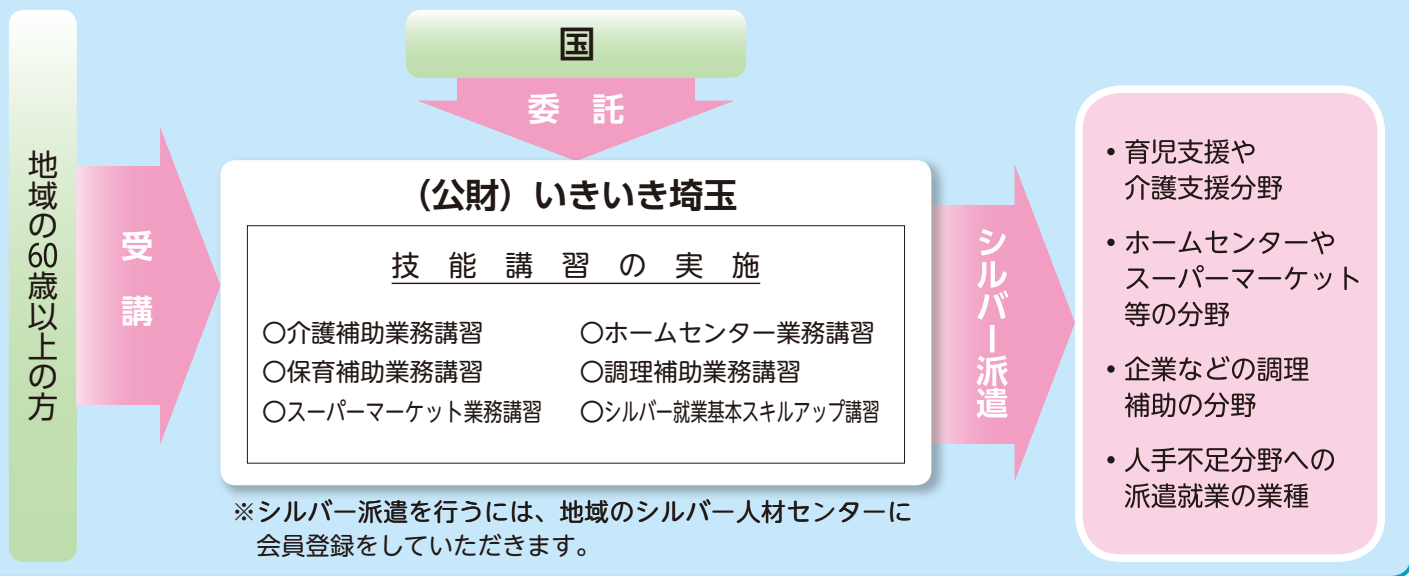 国
委託
地域の60歳以上の方
受講
(公財)いきいき埼玉
技能講習の実施
○介護補助業務講習
○ホームセンター業務講習
○保育補助業務講習
○調理補助業務講習
○スーパーマーケット業務講習
○シルバー就業基本スキルアップ講習
※シルバー派遣を行うには、地域のシルバー人材センターに
会員登録をしていただきます。
シルバー派遣
・育児支援や
介護支援分野
・ホームセンターや
スーパーマーケット
等の分野
・企業などの調理
補助の分野
・人手不足分野への
派遣就業の業種